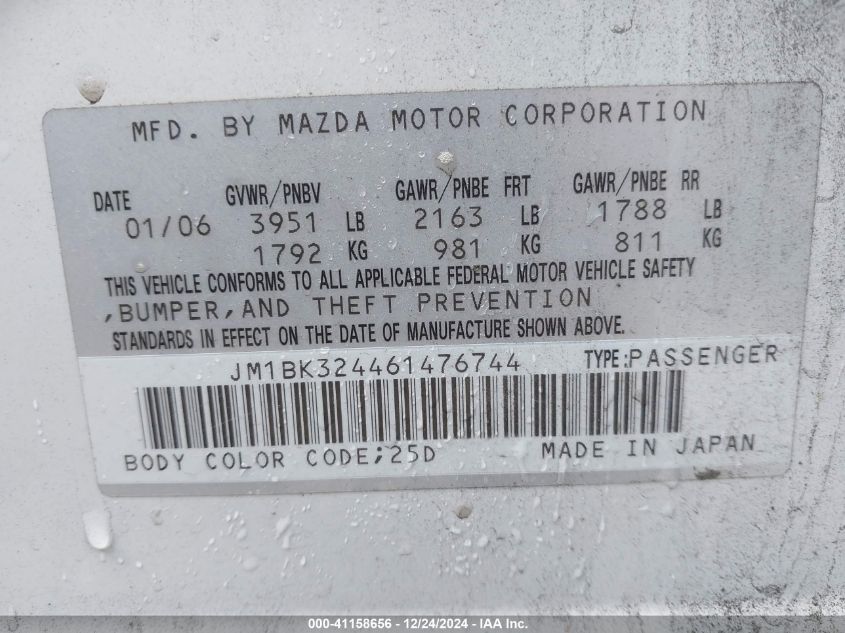 MFD. BY MAZDA MOTOR CORPORATION
DATE GVWR/PNBV GAWR/PNBE FRT GAWR/PNBE RR
01/06 3951 LB 2163 LB 1788 LB
1792 KG 981 KG 811 KG
THIS VEHICLE CONFORMS TO ALL APPLICABLE FEDERAL MOTOR VEHICLE SAFETY
,BUMPER,AND THEFT PREVENTION
STANDARDS IN EFFECT ON THE DATE OF MANUFACTURE SHOWN ABOVE.
JM1BK324461476744 TYPE:PASSENGER
BODY COLOR CODE;25D MADE IN JAPAN
000-41158656 - 12/24/2024 - IAA Inc.